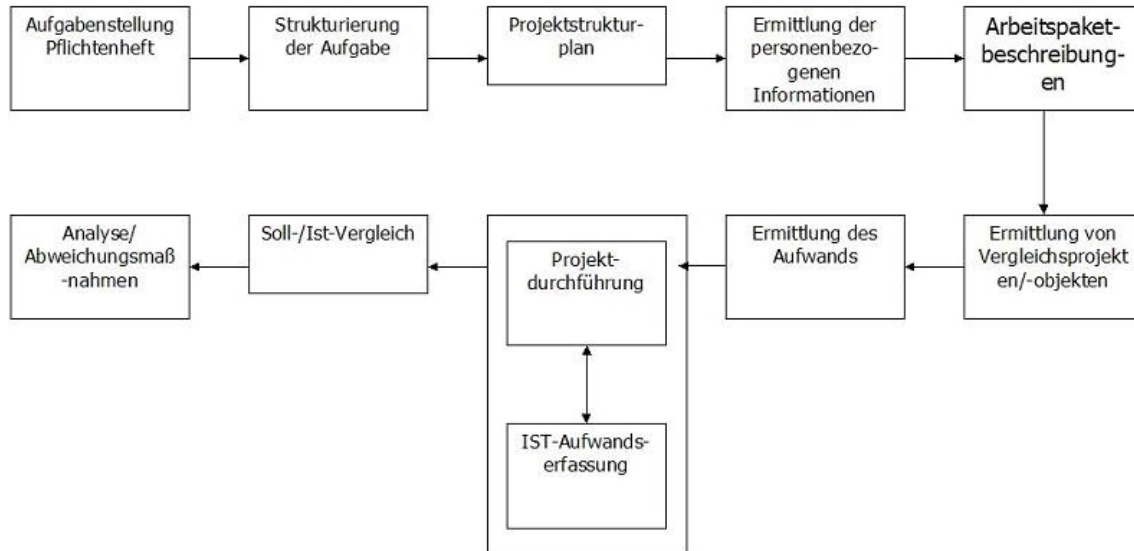 Aufgabenstellung
Pflichtenheft
Strukturierung
der Aufgabe
Projektstruktur-
plan
Ermittlung der
personenbezo-
genen
Informationen
Arbeitspaket-
beschreibung-
en
Analyse/
Abweichungsmaß
-nahmen
Soll-/Ist-Vergleich
Projekt-
durchführung
IST-Aufwands-
erfassung
Ermittlung des
Aufwands
Ermittlung von
Vergleichsprojekt
en/-objekten